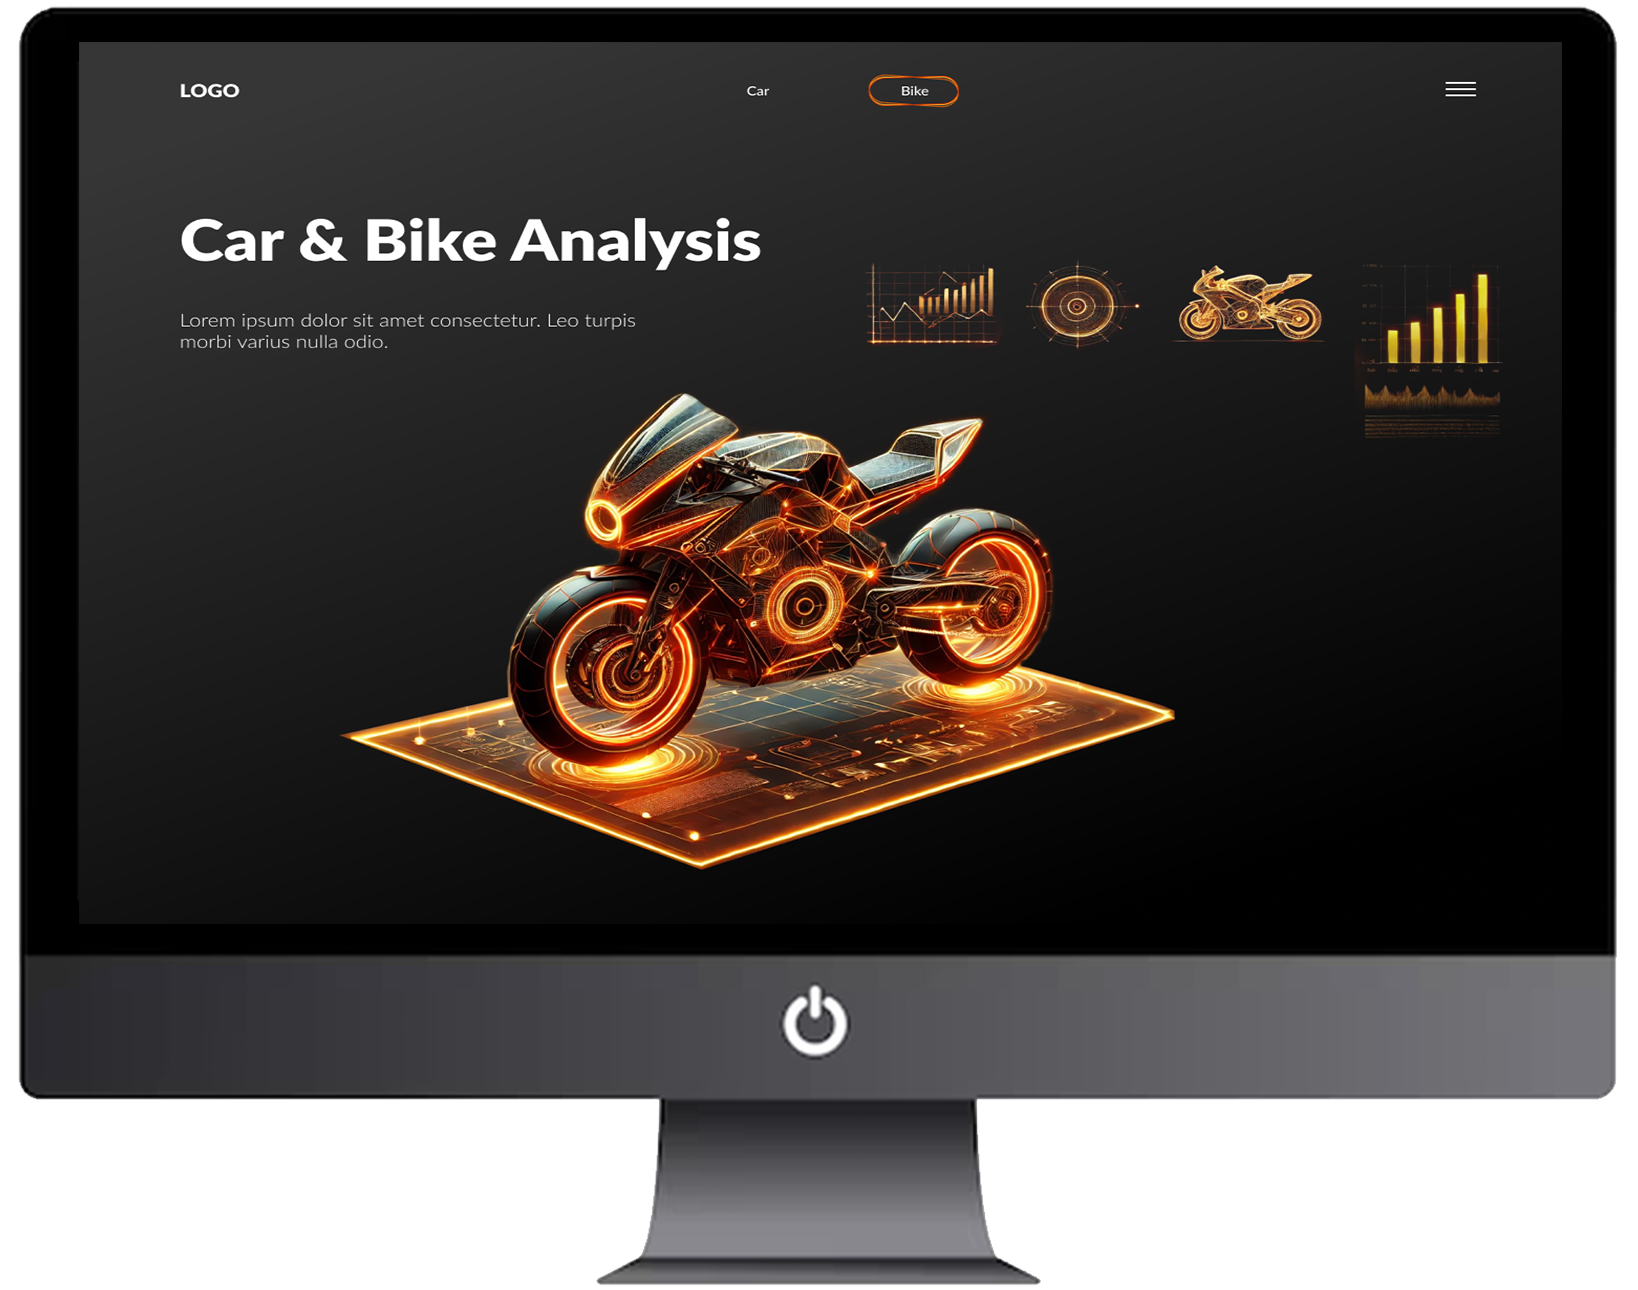 LOGO
Car
Bike
Car & Bike Analysis
Lorem ipsum dolor sit amet consectetur. Leo turpis
morbi varius nulla odio.